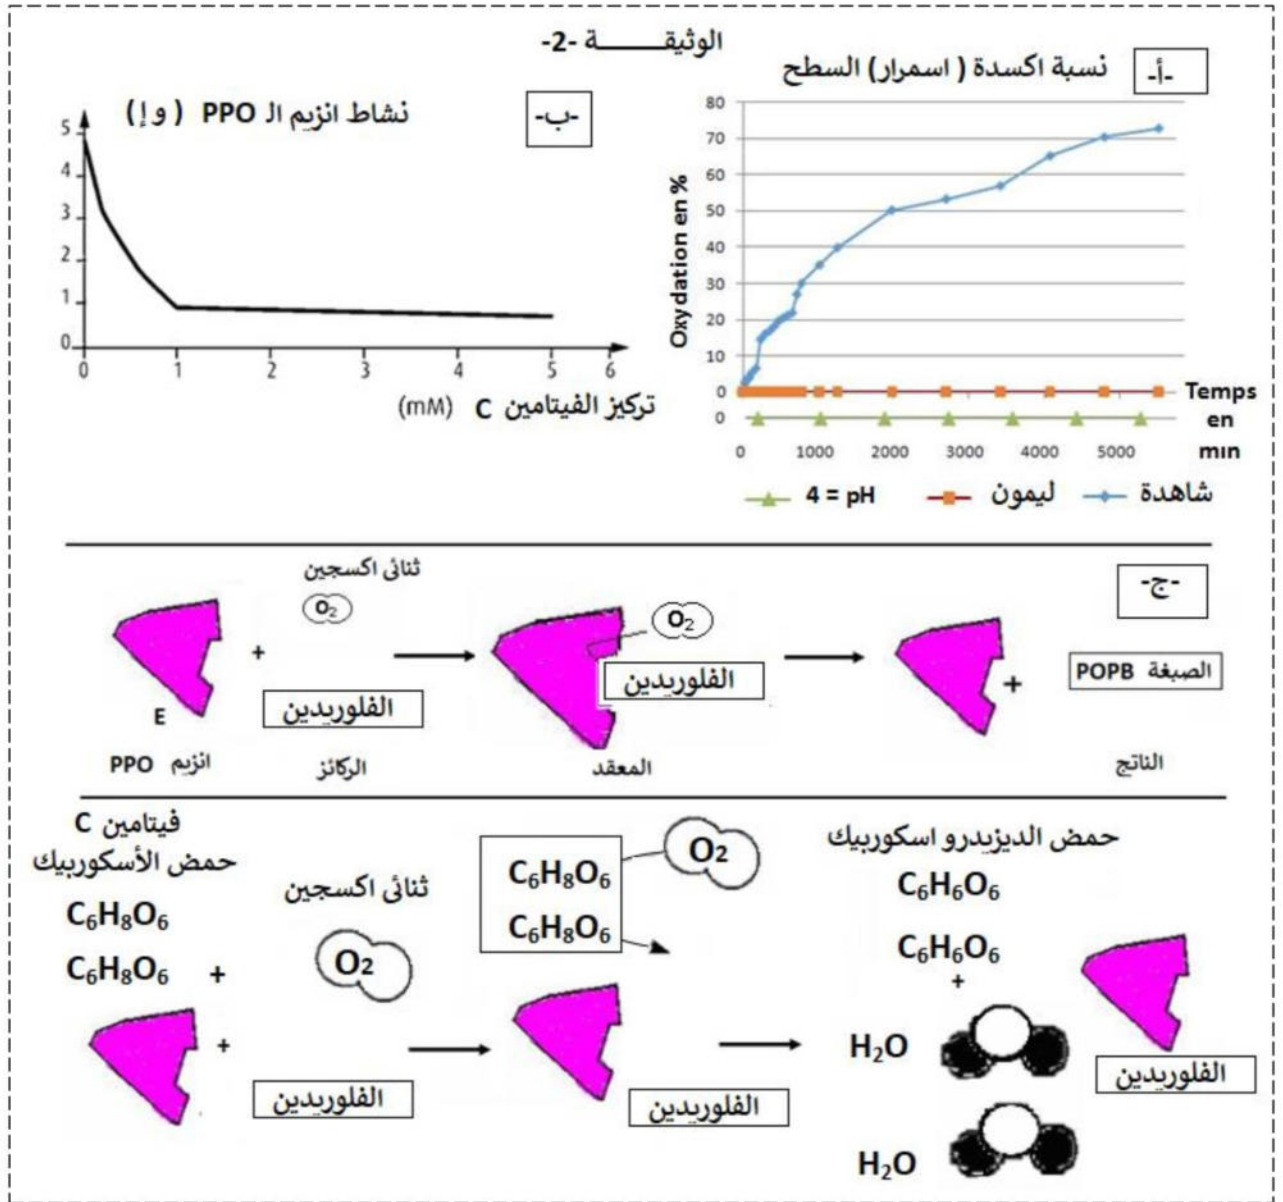 الوثيقـــــــة -2-
-أ-
نسبة اكسدة ( اسمرار) السطح
80
70
60
50
40
30
20
10
0
0
Oxydation en %
0 1000 2000 3000 4000 5000
Temps
en
min
شاهدة
ليمون
4 = pH
-ب-
نشاط انزيم الـ PPO ( و إ)
5
4
3
2
1
0
0 1 2 3 4 5 6
تركيز الفيتامين C (mM)
-ج-
ثنائى اكسجين
O₂
+
O₂
الفلوريدين
الفلوريدين
+
الصبغة POPB
E
انزيم PPO
الركائز
المعقد
الناتج
فيتامين C
حمض الأسكوربيك
C₆H₈O₆
C₆H₈O₆ +
ثنائى اكسجين
O₂
C₆H₈O₆
C₆H₈O₆
O₂
حمض الديزيدرو اسكوربيك
C₆H₆O₆
C₆H₆O₆
+
+
الفلوريدين
الفلوريدين
H₂O
الفلوريدين
H₂O